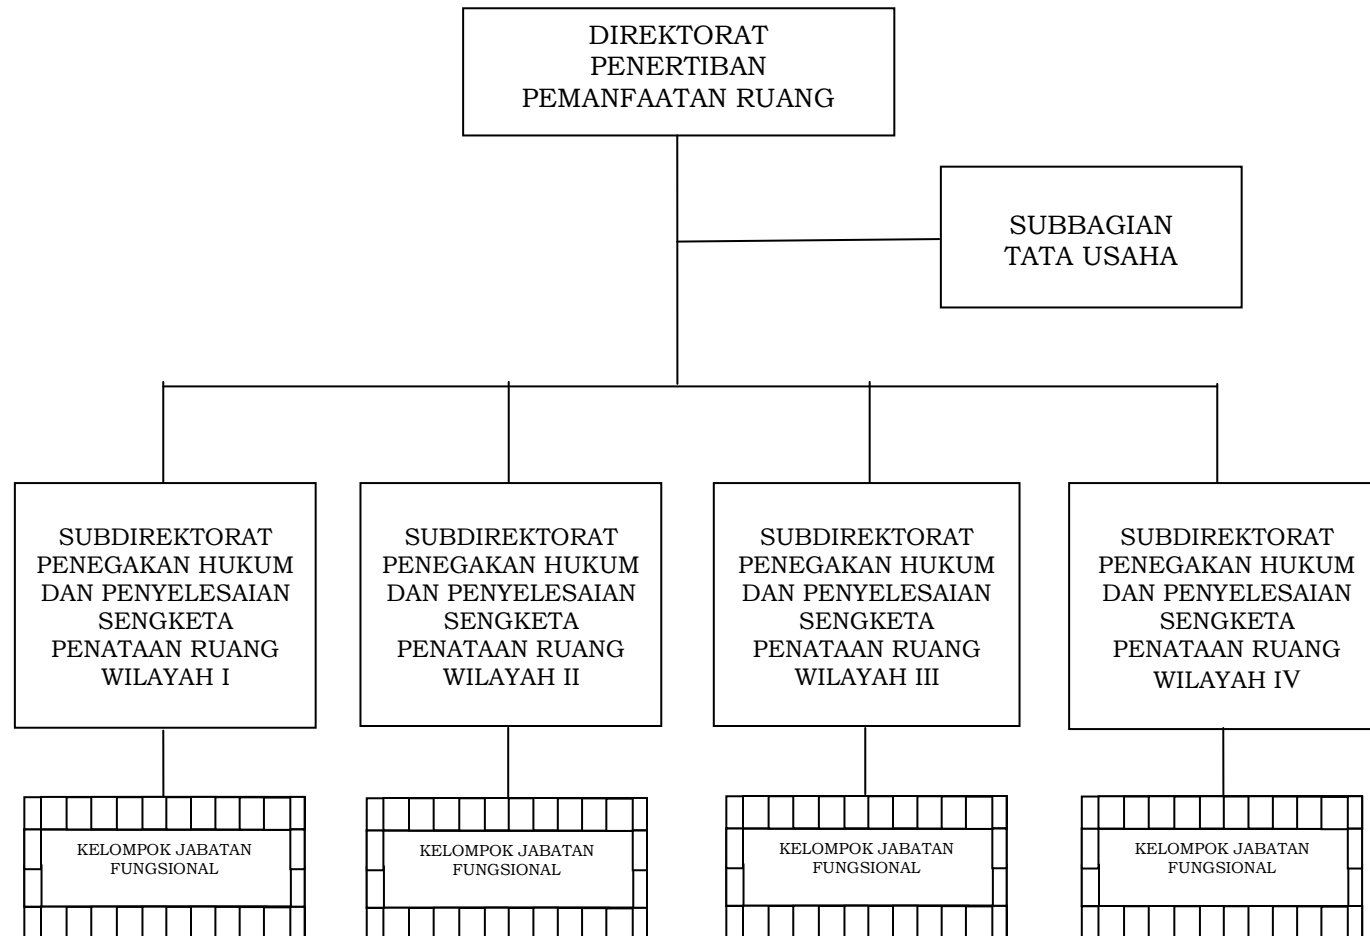 DIREKTORAT
PENERTIBAN
PEMANFAATAN RUANG
SUBBAGIAN
TATA USAHA
SUBDIREKTORAT
PENEGAKAN HUKUM
DAN PENYELESAIAN
SENGKETA
PENATAAN RUANG
WILAYAH I
SUBDIREKTORAT
PENEGAKAN HUKUM
DAN PENYELESAIAN
SENGKETA
PENATAAN RUANG
WILAYAH II
SUBDIREKTORAT
PENEGAKAN HUKUM
DAN PENYELESAIAN
SENGKETA
PENATAAN RUANG
WILAYAH III
SUBDIREKTORAT
PENEGAKAN HUKUM
DAN PENYELESAIAN
SENGKETA
PENATAAN RUANG
WILAYAH IV
KELOMPOK JABATAN
FUNGSIONAL
KELOMPOK JABATAN
FUNGSIONAL
KELOMPOK JABATAN
FUNGSIONAL
KELOMPOK JABATAN
FUNGSIONAL